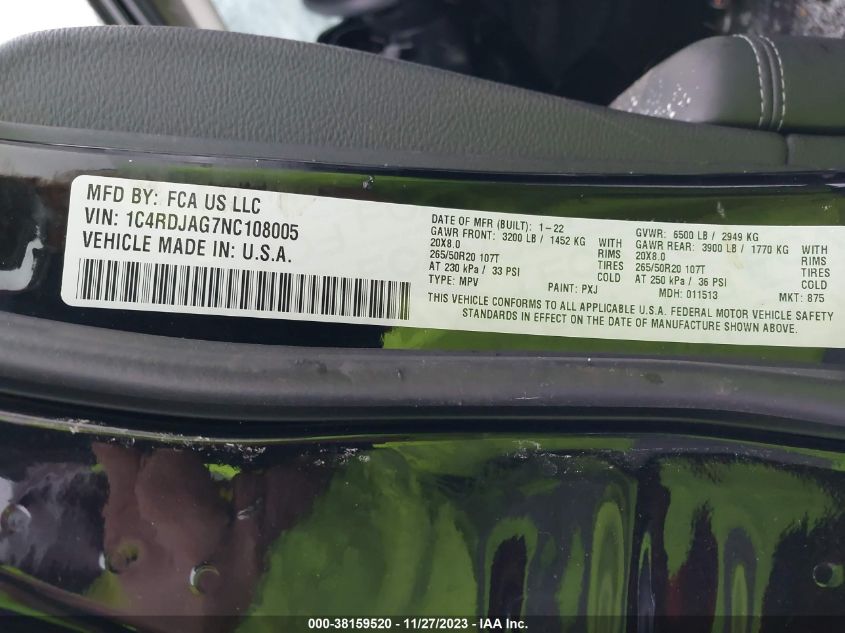 MFD BY: FCA US LLC
VIN: 1C4RDJAG7NC108005
VEHICLE MADE IN: U.S.A.
DATE OF MFR (BUILT): 1-22
GAWR FRONT: 3200 LB / 1452 KG WITH
20X8.0 RIMS
265/50R20 107T TIRES
AT 230 kPa / 33 PSI COLD
TYPE: MPV PAINT: PXJ
GVWR: 6500 LB / 2949 KG
GAWR REAR: 3900 LB / 1770 KG WITH
20X8.0 RIMS
265/50R20 107T TIRES
AT 250 kPa / 36 PSI COLD
MDH: 011513 MKT: 875
THIS VEHICLE CONFORMS TO ALL APPLICABLE U.S.A. FEDERAL MOTOR VEHICLE SAFETY
STANDARDS IN EFFECT ON THE DATE OF MANUFACTURE SHOWN ABOVE.
000-38159520 - 11/27/2023 - IAA Inc.